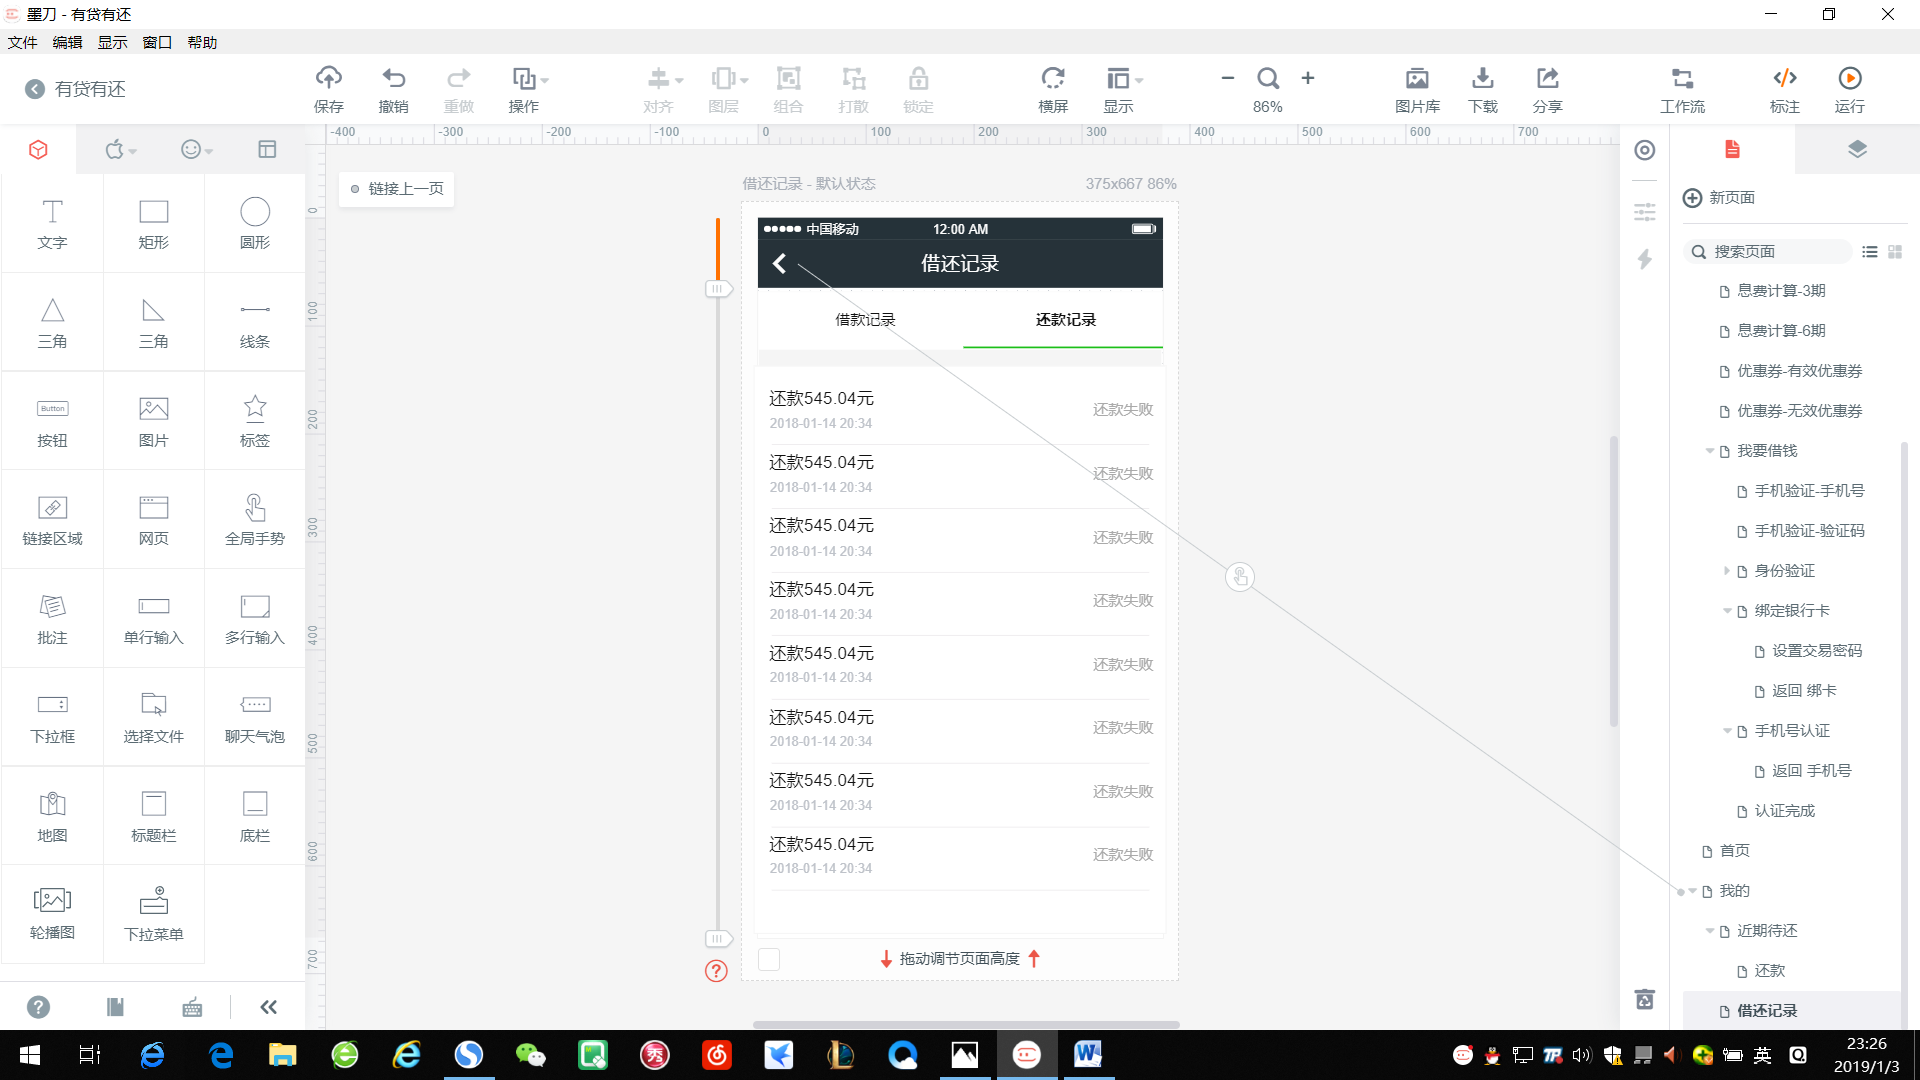 墨刀 - 有贷有还
文件 编辑 显示 窗口 帮助
有贷有还
保存 撤销 重做 操作 对齐 图层 组合 打散 锁定 横屏 显示 86% 图片库 下载 分享 工作流 标注 运行
-400 -300 -200 -100 0 100 200 300 400 500 600 700
0
100
200
300
400
500
600
700
文字 矩形 圆形
三角 三角 线条
Button
按钮 图片 标签
链接区域 网页 全局手势
批注 单行输入 多行输入
下拉框 选择文件 聊天气泡
地图 标题栏 底栏
轮播图 下拉菜单
链接上一页
借还记录 - 默认状态 375x667 86%
中国移动 12:00 AM
借还记录
借款记录 还款记录
还款545.04元
2018-01-14 20:34
还款失败
还款545.04元
2018-01-14 20:34
还款失败
还款545.04元
2018-01-14 20:34
还款失败
还款545.04元
2018-01-14 20:34
还款失败
还款545.04元
2018-01-14 20:34
还款失败
还款545.04元
2018-01-14 20:34
还款失败
还款545.04元
2018-01-14 20:34
还款失败
还款545.04元
2018-01-14 20:34
还款失败
拖动调节页面高度
新页面
搜索页面
息费计算-3期
息费计算-6期
优惠券-有效优惠券
优惠券-无效优惠券
我要借钱
手机验证-手机号
手机验证-验证码
身份验证
绑定银行卡
设置交易密码
返回 绑卡
手机号认证
返回 手机号
认证完成
首页
我的
近期待还
还款
借还记录
英
23:26
2019/1/3